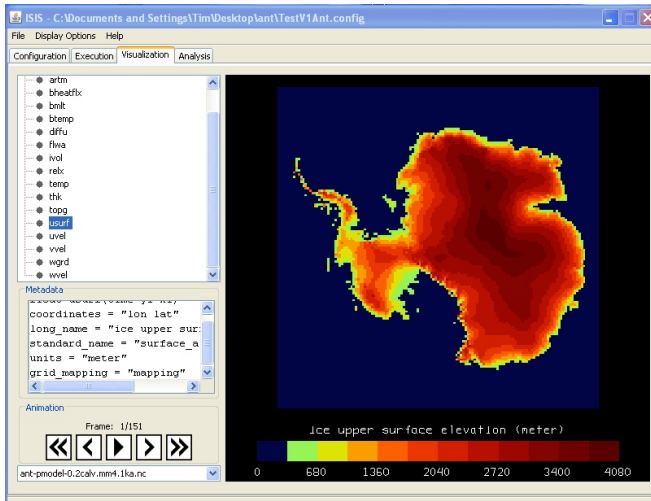 ISIS - C:\Documents and Settings\Tim\Desktop\ant\TestV1Ant.config
File Display Options Help
Configuration Execution Visualization Analysis
artm
bheatflx
bmlt
btemp
diffu
flwa
ivol
relx
temp
thk
topg
usurf
uvel
vvel
wgrd
wvel
Metadata
coordinates = "lon lat"
long_name = "ice upper sur
standard_name = "surface_a
units = "meter"
grid_mapping = "mapping"
Animation
Frame: 1/151
ant-pmodel-0.2calv.mm4.1ka.nc
ice upper surface elevation (meter)
0 680 1360 2040 2720 3400 4080